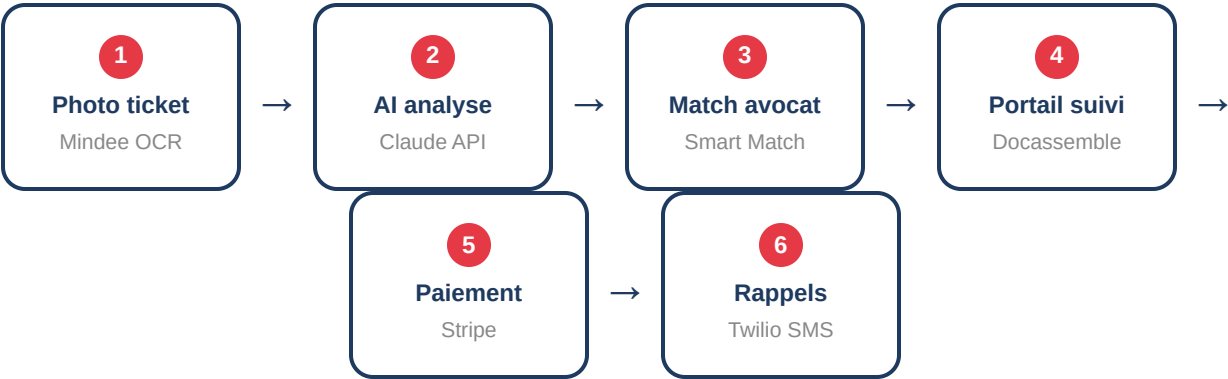 1
Photo ticket
Mindee OCR
→
2
AI analyse
Claude API
→
3
Match avocat
Smart Match
→
4
Portail suivi
Docassemble
→
5
Paiement
Stripe
→
6
Rappels
Twilio SMS